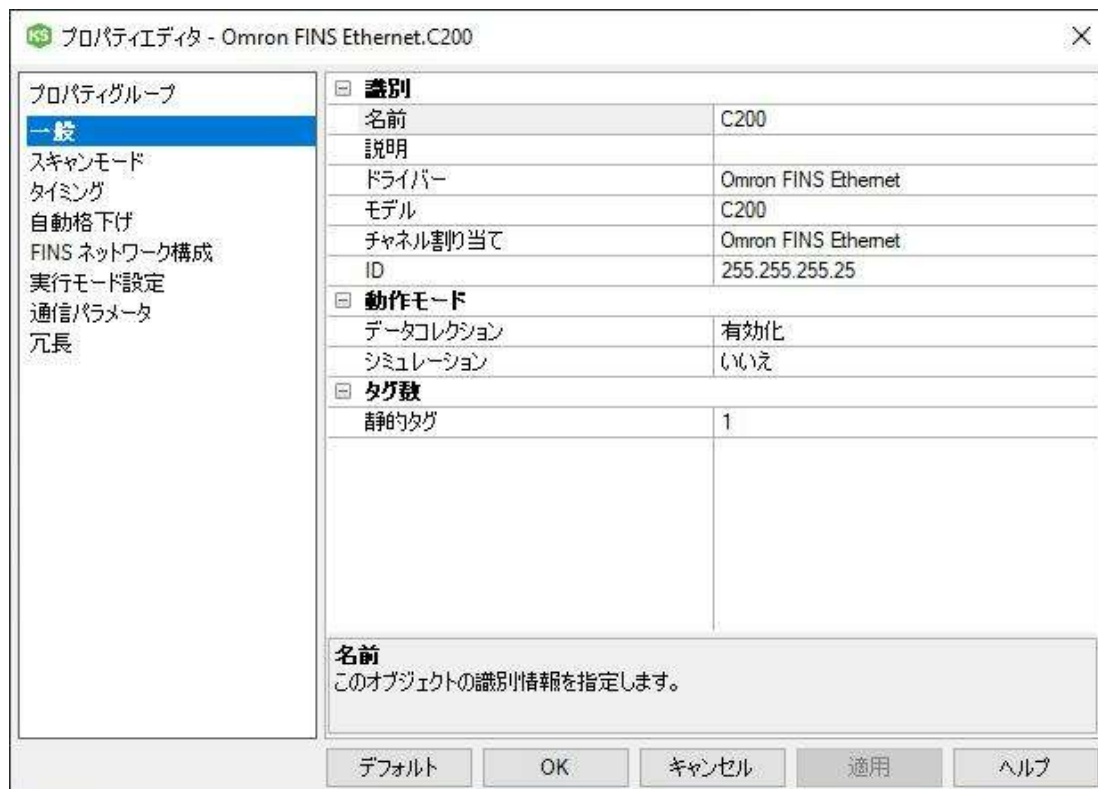 KS プロパティエディタ - Omron FINS Ethernet.C200
プロパティグループ
一般
スキャンモード
タイミング
自動格下げ
FINS ネットワーク構成
実行モード設定
通信パラメータ
冗長
識別
名前 C200
説明
ドライバー Omron FINS Ethernet
モデル C200
チャネル割り当て Omron FINS Ethernet
ID 255.255.255.25
動作モード
データコレクション 有効化
シミュレーション いいえ
タグ数
静的タグ 1
名前
このオブジェクトの識別情報を指定します。
デフォルト OK キャンセル 適用 ヘルプ